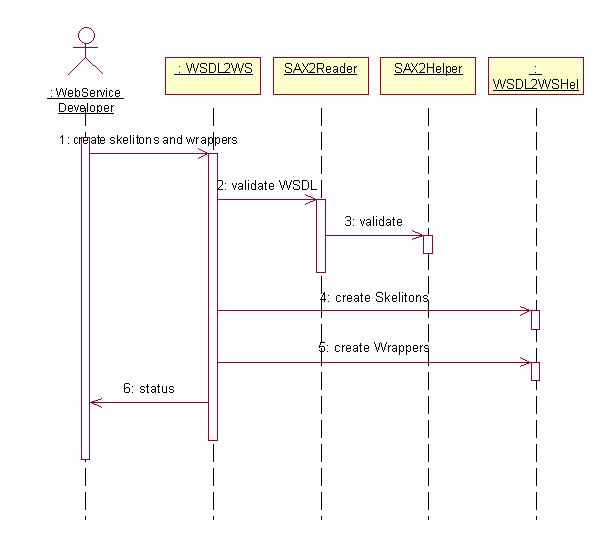 : WSDL2WS
SAX2Reader
SAX2Helper
:
WSDL2WSHel
: WebService
Developer
1: create skelitons and wrappers
2: validate WSDL
3: validate
4: create Skelitons
5: create Wrappers
6: status